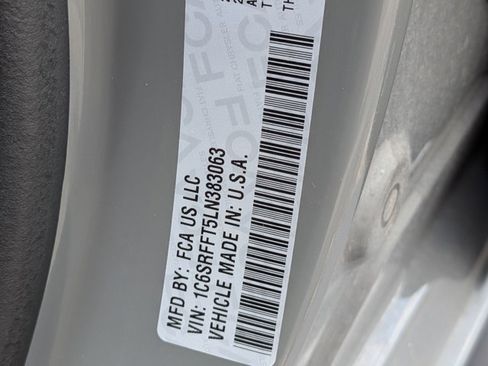 MFD BY: FCA US LLC
VIN: 1C6SRFFT5LN383063
VEHICLE MADE IN: U.S.A.